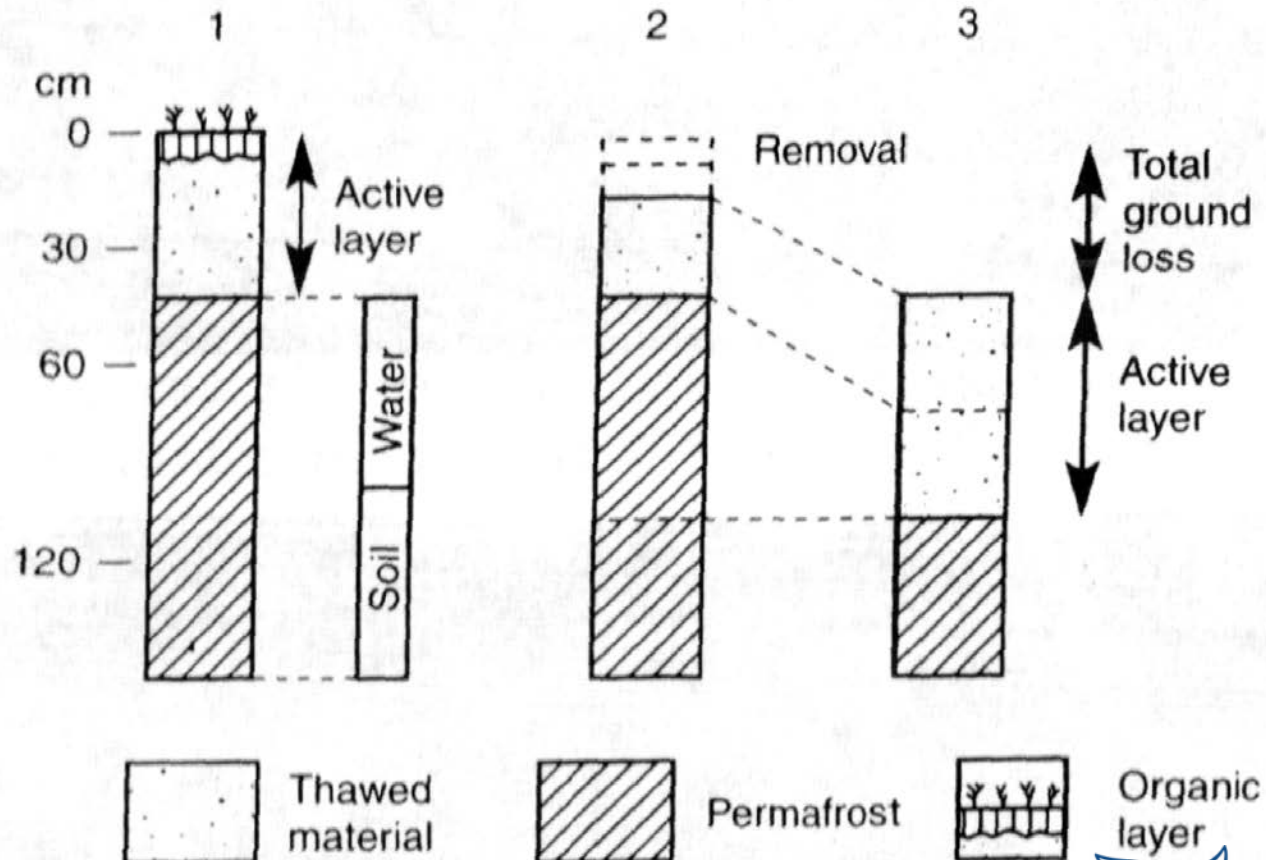 1
2
3
cm
0
30
60
120
Active
layer
Water
Soil
Removal
Total
ground
loss
Active
layer
Thawed
material
Permafrost
Organic
layer